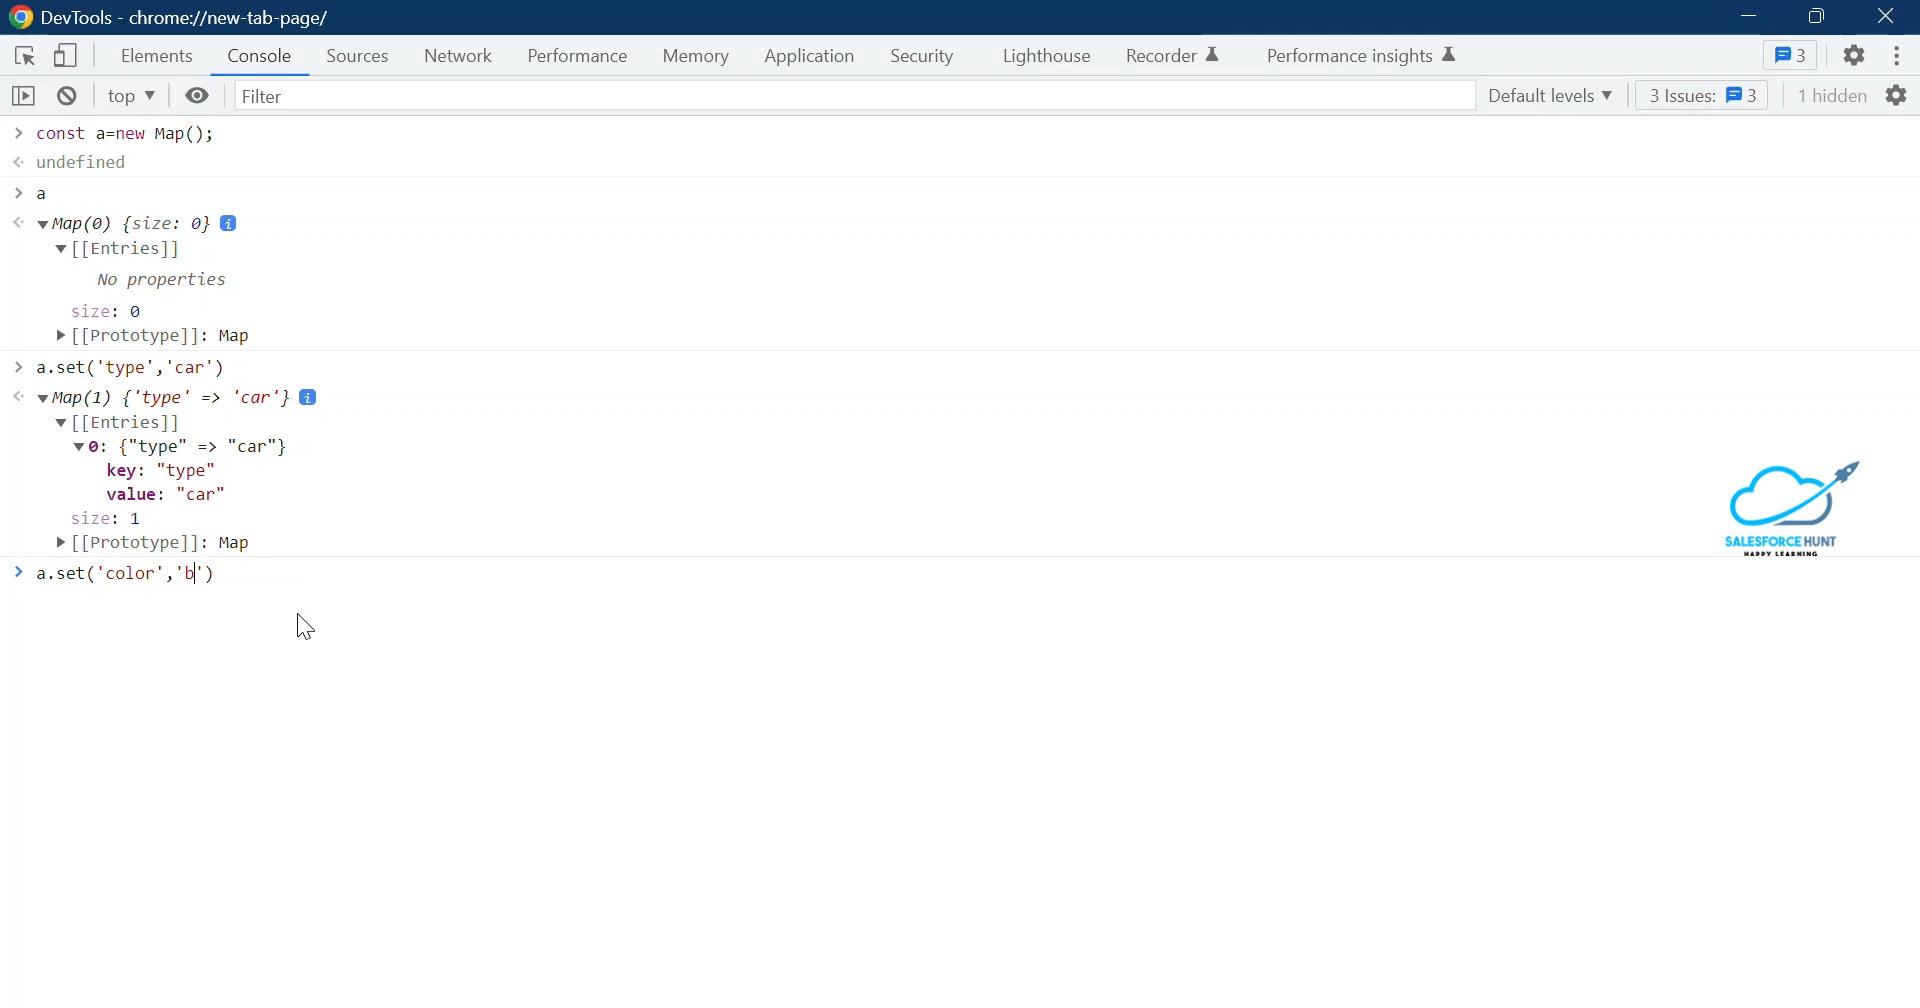 DevTools - chrome://new-tab-page/
Elements Console Sources Network Performance Memory Application Security Lighthouse Recorder Performance insights 3
top Filter Default levels 3 Issues: 3 1 hidden
> const a=new Map();
undefined
> a
Map(0) {size: 0} i
[[Entries]]
No properties
size: 0
[[Prototype]]: Map
> a.set('type','car')
Map(1) {'type' => 'car'} i
[[Entries]]
0: {"type" => "car"}
key: "type"
value: "car"
size: 1
[[Prototype]]: Map
> a.set('color','b')
SALESFORCE HUNT
HAPPY LEARNING